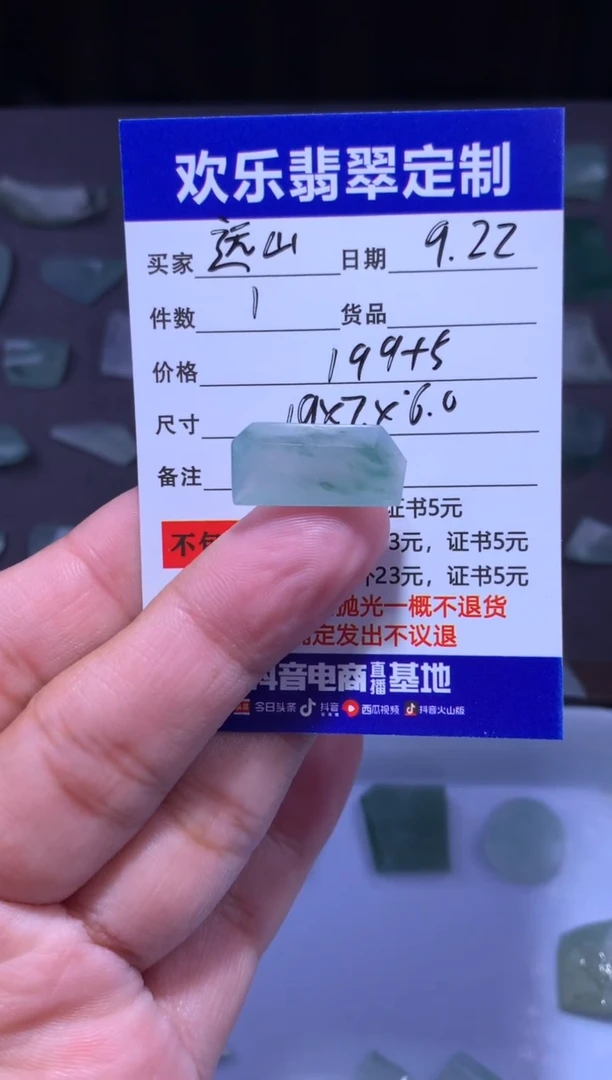 欢乐翡翠定制
买家 远山 日期 9.22
件数 1 货品
价格 199+5
尺寸 19x7x6.0
备注
证书5元
不 3元，证书5元
23元，证书5元
抛光一概不退货
定发出不议退
抖音电商直播基地
今日头条 抖音 西瓜视频 抖音火山版